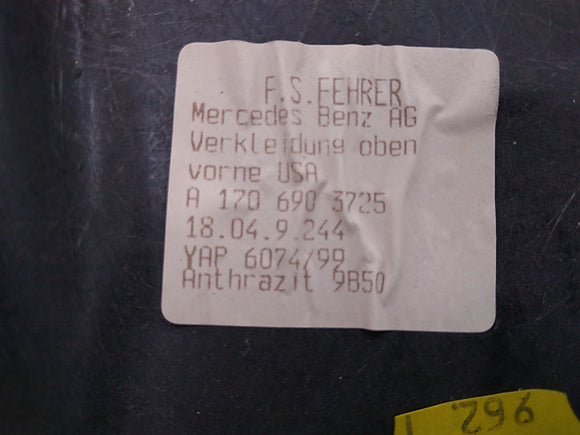 F.S.FEHRER
Mercedes Benz AG
Verkleidung oben
vorne USA
A 170 690 3725
18.04.9.244
YAP 6074/99
Anthrazit 9B50
296